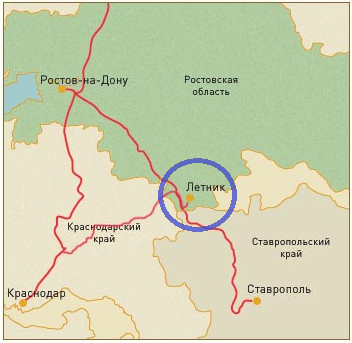 Ростов-на-Дону
Ростовская
область
Летник
Краснодарский
край
Ставропольский
край
Краснодар
Ставрополь